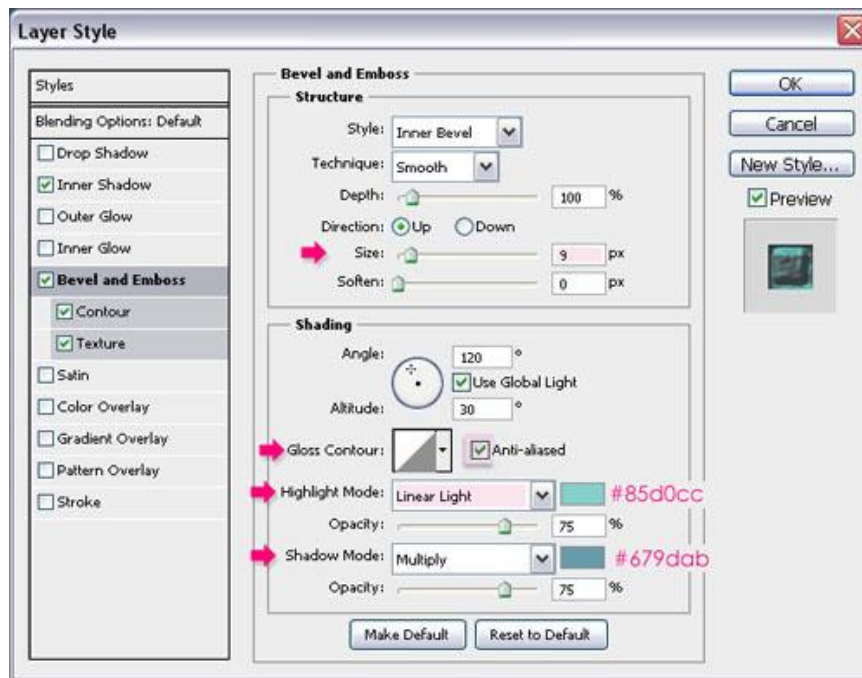 Layer Style
Styles
Blending Options: Default
Drop Shadow
Inner Shadow
Outer Glow
Inner Glow
Bevel and Emboss
Contour
Texture
Satin
Color Overlay
Gradient Overlay
Pattern Overlay
Stroke
Bevel and Emboss
Structure
Style: Inner Bevel
Technique: Smooth
Depth: 100 %
Direction: Up Down
Size: 9 px
Soften: 0 px
Shading
Angle: 120 °
Use Global Light
Altitude: 30 °
Gloss Contour: Anti-aliased
Highlight Mode: Linear Light #85d0cc
Opacity: 75 %
Shadow Mode: Multiply #679dab
Opacity: 75 %
Make Default Reset to Default
OK
Cancel
New Style...
Preview